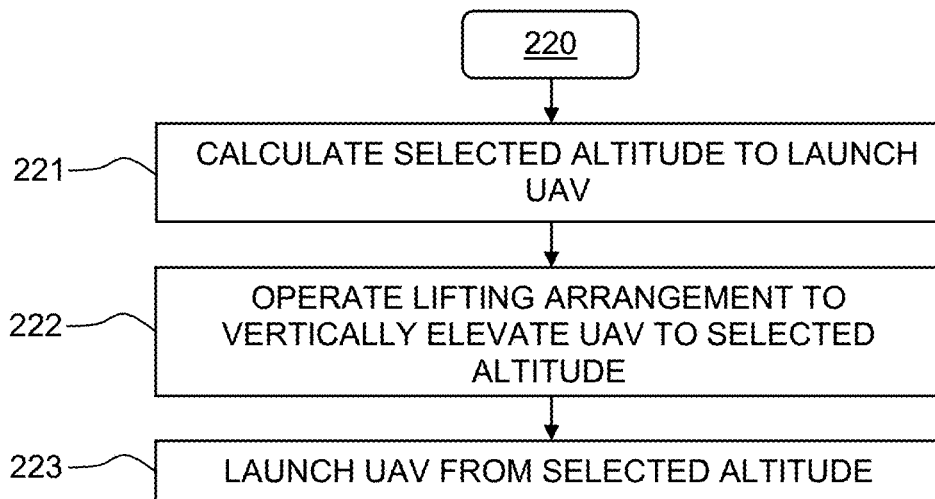 220
221
CALCULATE SELECTED ALTITUDE TO LAUNCH
UAV
222
OPERATE LIFTING ARRANGEMENT TO
VERTICALLY ELEVATE UAV TO SELECTED
ALTITUDE
223
LAUNCH UAV FROM SELECTED ALTITUDE